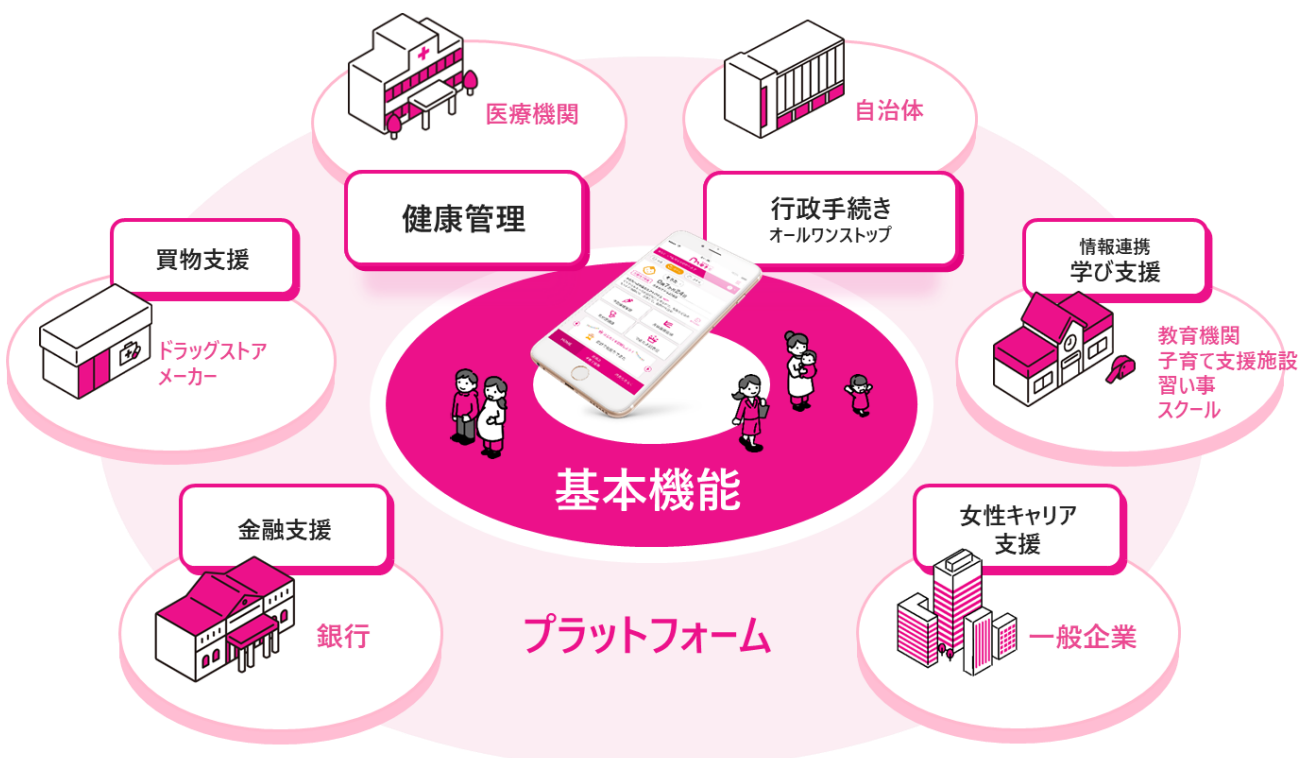 医療機関
自治体
健康管理
行政手続き
オールワンストップ
買物支援
ドラッグストア
メーカー
情報連携
学び支援
教育機関
子育て支援施設
習い事
スクール
HOME
基本機能
金融支援
銀行
女性キャリア
支援
一般企業
プラットフォーム